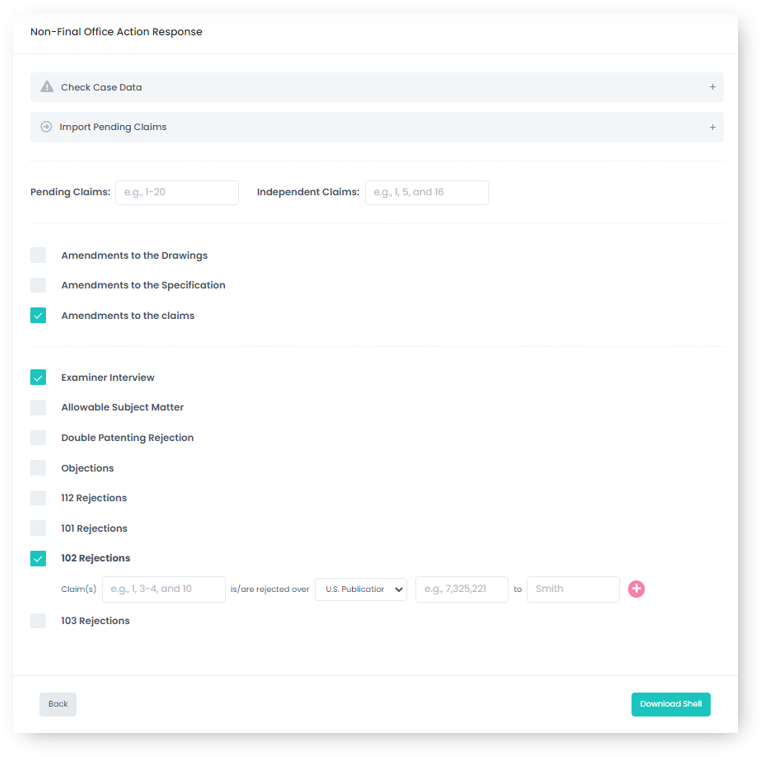 Non-Final Office Action Response
Check Case Data +
Import Pending Claims +
Pending Claims: e.g., 1-20 Independent Claims: e.g., 1, 5, and 16
Amendments to the Drawings
Amendments to the Specification
Amendments to the claims
Examiner Interview
Allowable Subject Matter
Double Patenting Rejection
Objections
112 Rejections
101 Rejections
102 Rejections
Claim(s) e.g., 1, 3-4, and 10 is/are rejected over U.S. Publication e.g., 7,325,221 to Smith
103 Rejections
Back Download Shell